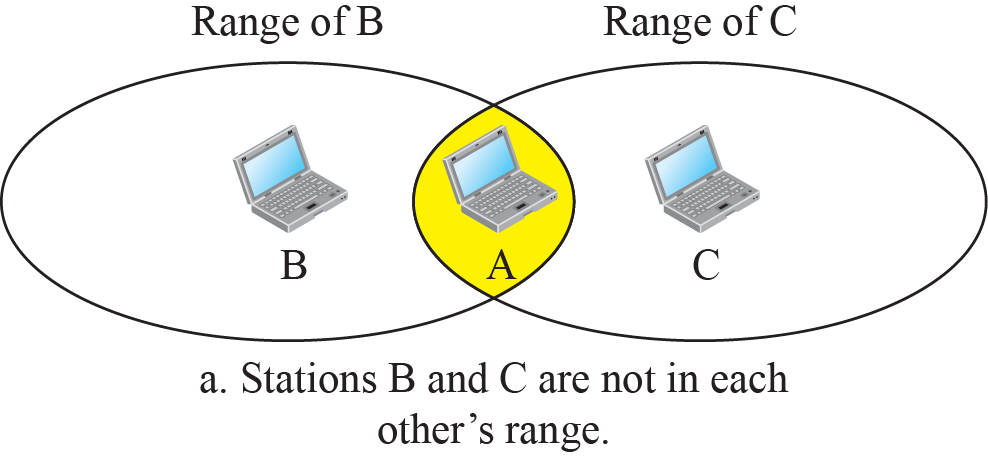 Range of B
Range of C
B
A
C
a. Stations B and C are not in each
other’s range.